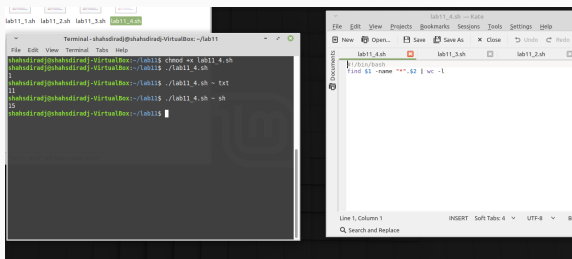 lab11_1.sh lab11_2.sh lab11_3.sh lab11_4.sh
Terminal - shahsdiradj@shahsdiradj-VirtualBox: ~/lab11
File Edit View Terminal Tabs Help
shahsdiradj@shahsdiradj-VirtualBox:~/lab11$ chmod +x lab11_4.sh
shahsdiradj@shahsdiradj-VirtualBox:~/lab11$ ./lab11_4.sh
1
shahsdiradj@shahsdiradj-VirtualBox:~/lab11$ ./lab11_4.sh ~ txt
11
shahsdiradj@shahsdiradj-VirtualBox:~/lab11$ ./lab11_4.sh ~ sh
15
shahsdiradj@shahsdiradj-VirtualBox:~/lab11$
lab11_4.sh — Kate
File Edit View Projects Bookmarks Sessions Tools Settings Help
New Open... Save Save As Close Undo Redo
lab11_4.sh lab11_3.sh lab11_2.sh
Documents
#!/bin/bash
find $1 -name "*".$2 | wc -l
Line 1, Column 1 INSERT Soft Tabs: 4 UTF-8 B
Search and Replace